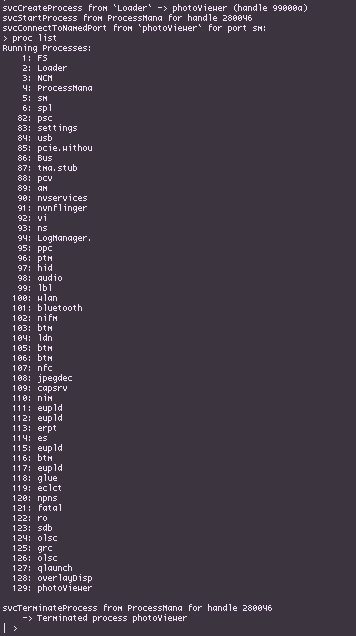 svcCreateProcess from `Loader` -> photoViewer (handle 99000a)
svcStartProcess from ProcessMana for handle 280046
svcConnectToNamedPort from `photoViewer` for port sm:
> proc list
Running Processes:
1: FS
2: Loader
3: NCM
4: ProcessMana
5: sm
6: spl
82: psc
83: settings
84: usb
85: pcie.withou
86: Bus
87: tma.stub
88: pcv
89: am
90: nvservices
91: nvnflinger
92: vi
93: ns
94: LogManager.
95: ppc
96: ptm
97: hid
98: audio
99: lbl
100: wlan
101: bluetooth
102: nifm
103: btm
104: ldn
105: btm
106: btm
107: nfc
108: jpegdec
109: capsrv
110: nim
111: eupld
112: eupld
113: erpt
114: es
115: eupld
116: btm
117: eupld
118: glue
119: eclct
120: npns
121: fatal
122: ro
123: sdb
124: olsc
125: grc
126: olsc
127: qlaunch
128: overlayDisp
129: photoViewer
svcTerminateProcess from ProcessMana for handle 280046
-> Terminated process photoViewer
| >